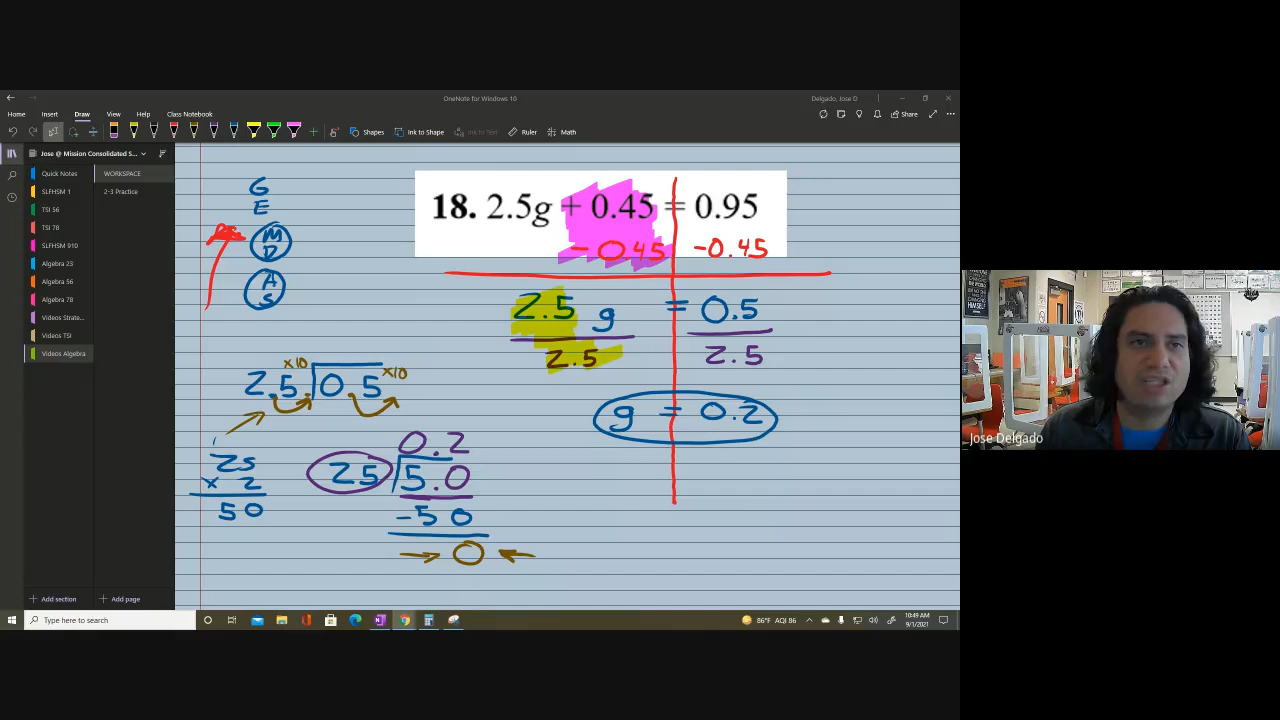 OneNote for Windows 10
Delgado, Jose D
Home Insert Draw View Help Class Notebook
Share
Shapes Ink to Shape Ink to Text Ruler Math
Jose @ Mission Consolidated S...
WORKSPACE
2-3 Practice
Quick Notes
SLFHSM 1
TSI 56
TSI 78
SLFHSM 910
Algebra 23
Algebra 56
Algebra 78
Videos Strate...
Videos TSI
Videos Algebra
Add section
Add page
G
E
M
D
A
S
18. 2.5g + 0.45 = 0.95
- 0.45 -0.45
2.5 g = 0.5
2.5 2.5
g = 0.2
x10 x10
2.5 0.5
1
25
x 2
50
0.2
25 5.0
-50
0
Jose Delgado
Type here to search
86°F AQI 86
10:49 AM
9/1/2021